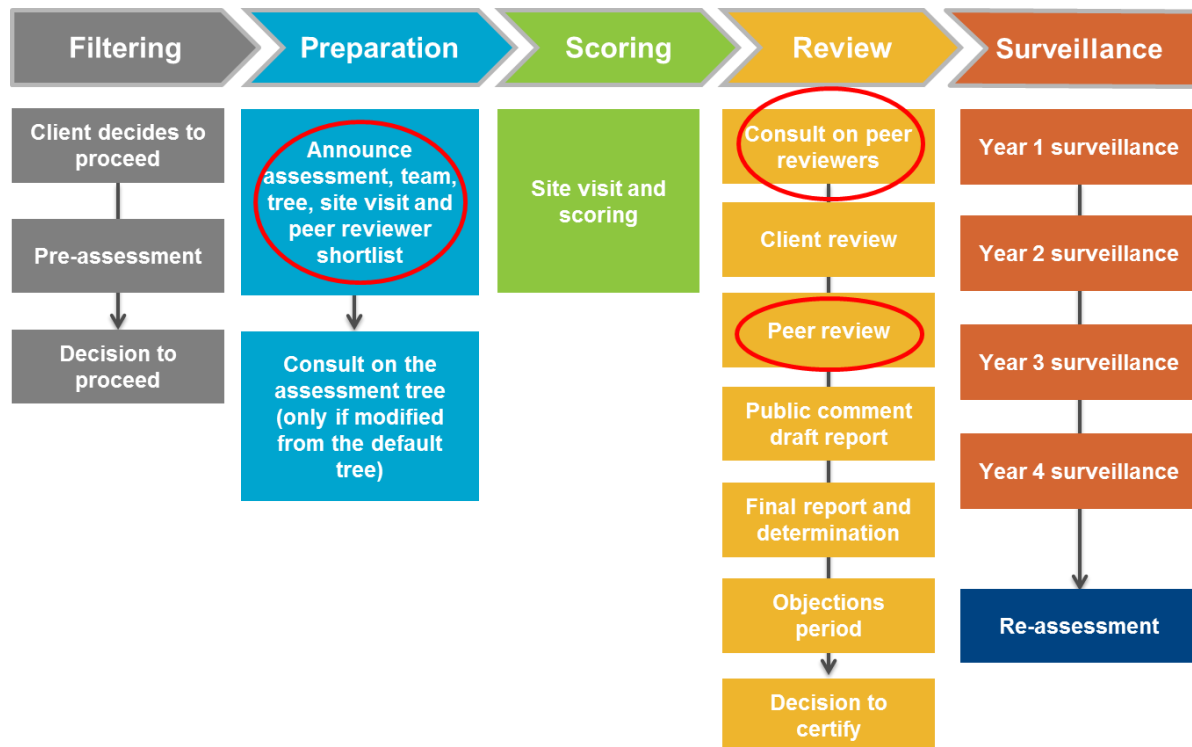 Filtering
Preparation
Scoring
Review
Surveillance
Client decides to
proceed
Pre-assessment
Decision to
proceed
Announce
assessment, team,
tree, site visit and
peer reviewer
shortlist
Consult on the
assessment tree
(only if modified
from the default
tree)
Site visit and
scoring
Consult on peer
reviewers
Client review
Peer review
Public comment
draft report
Final report and
determination
Objections
period
Decision to
certify
Year 1 surveillance
Year 2 surveillance
Year 3 surveillance
Year 4 surveillance
Re-assessment